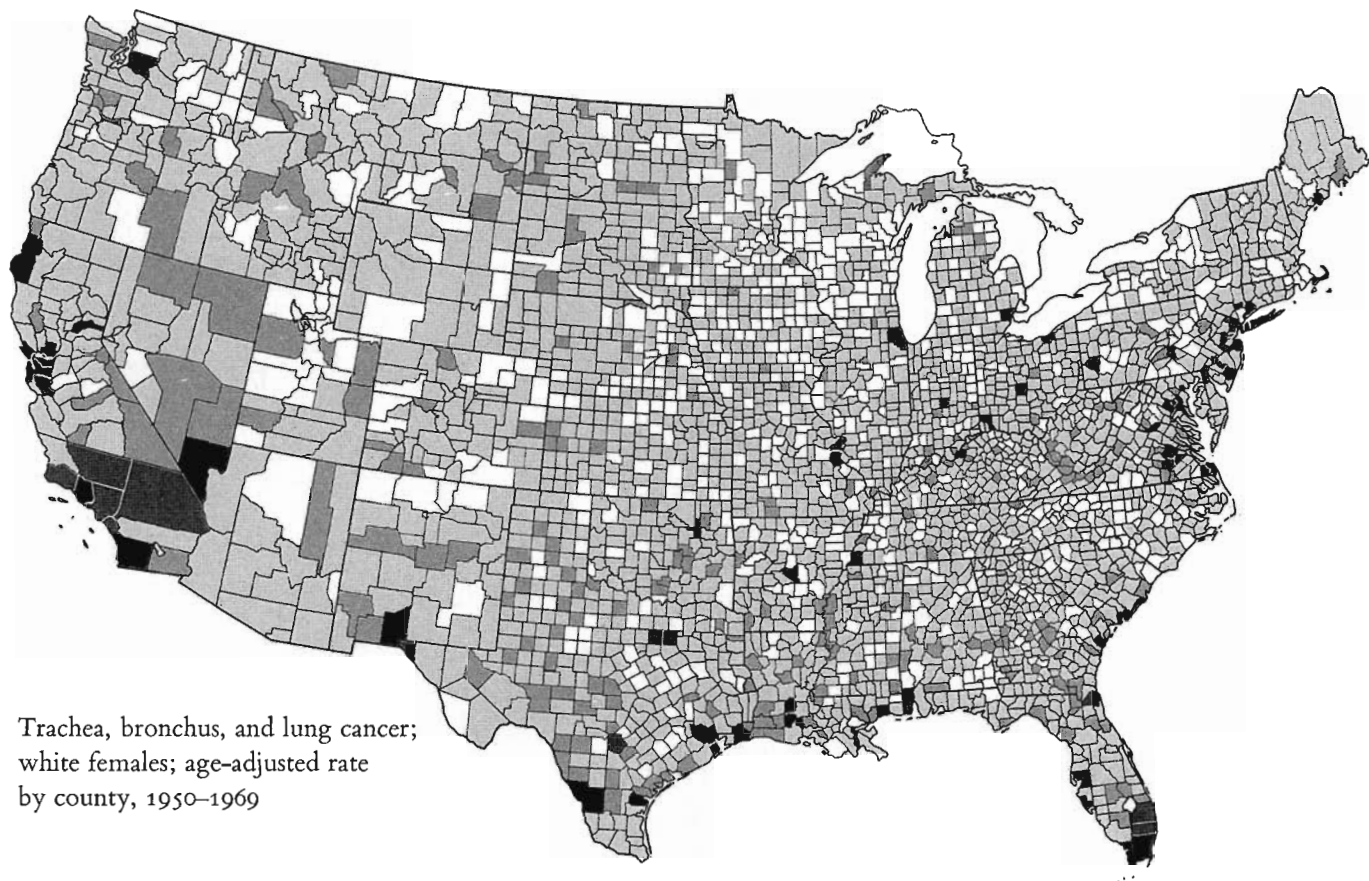 Trachea, bronchus, and lung cancer;
white females; age-adjusted rate
by county, 1950–1969